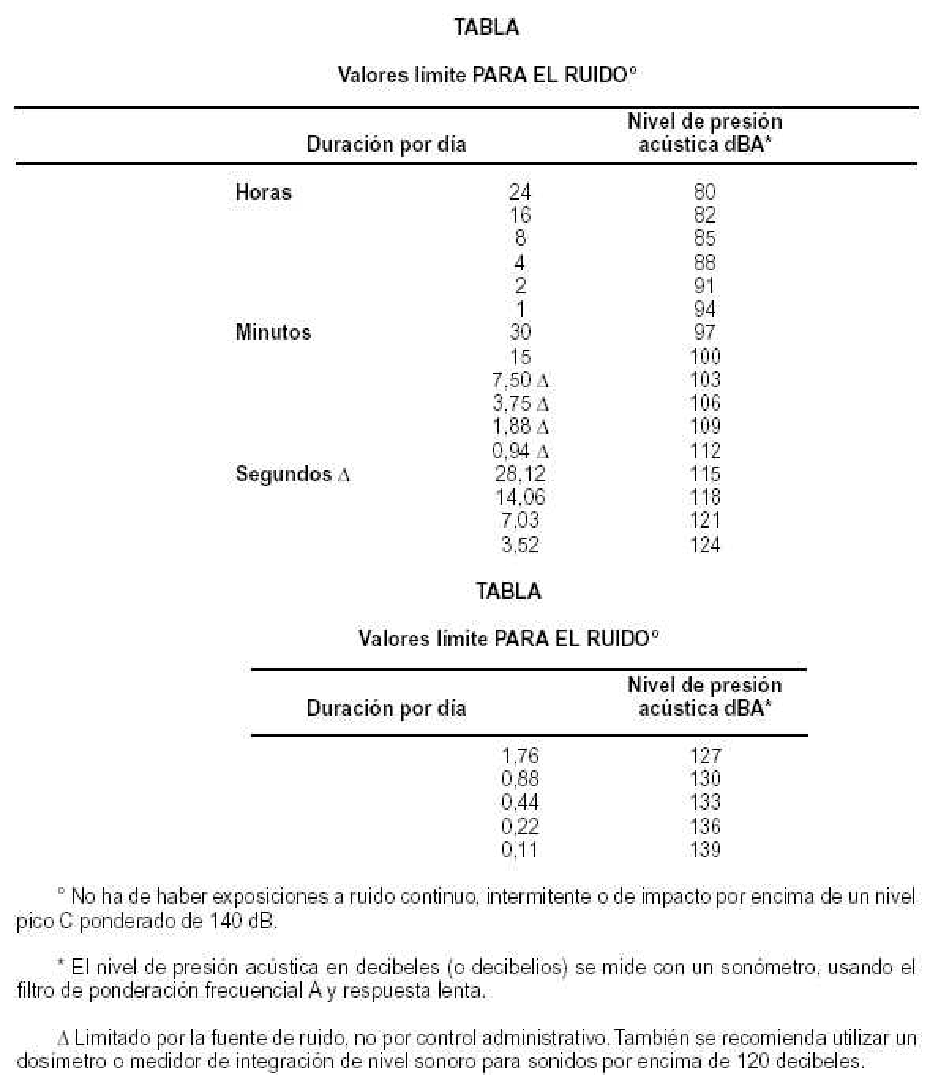 TABLA
Valores límite PARA EL RUIDO°
Duración por día
Nivel de presión
acústica dBA*
Horas 24 80
16 82
8 85
4 88
2 91
1 94
Minutos 30 97
15 100
7,50 Δ 103
3,75 Δ 106
1,88 Δ 109
0,94 Δ 112
Segundos Δ 28,12 115
14,06 118
7,03 121
3,52 124
TABLA
Valores límite PARA EL RUIDO°
Duración por día
Nivel de presión
acústica dBA*
1,76 127
0,88 130
0,44 133
0,22 136
0,11 139
° No ha de haber exposiciones a ruido continuo, intermitente o de impacto por encima de un nivel
pico C ponderado de 140 dB.
* El nivel de presión acústica en decibeles (o decibelios) se mide con un sonómetro, usando el
filtro de ponderación frecuencial A y respuesta lenta.
Δ Limitado por la fuente de ruido, no por control administrativo. También se recomienda utilizar un
dosímetro o medidor de integración de nivel sonoro para sonidos por encima de 120 decibeles.